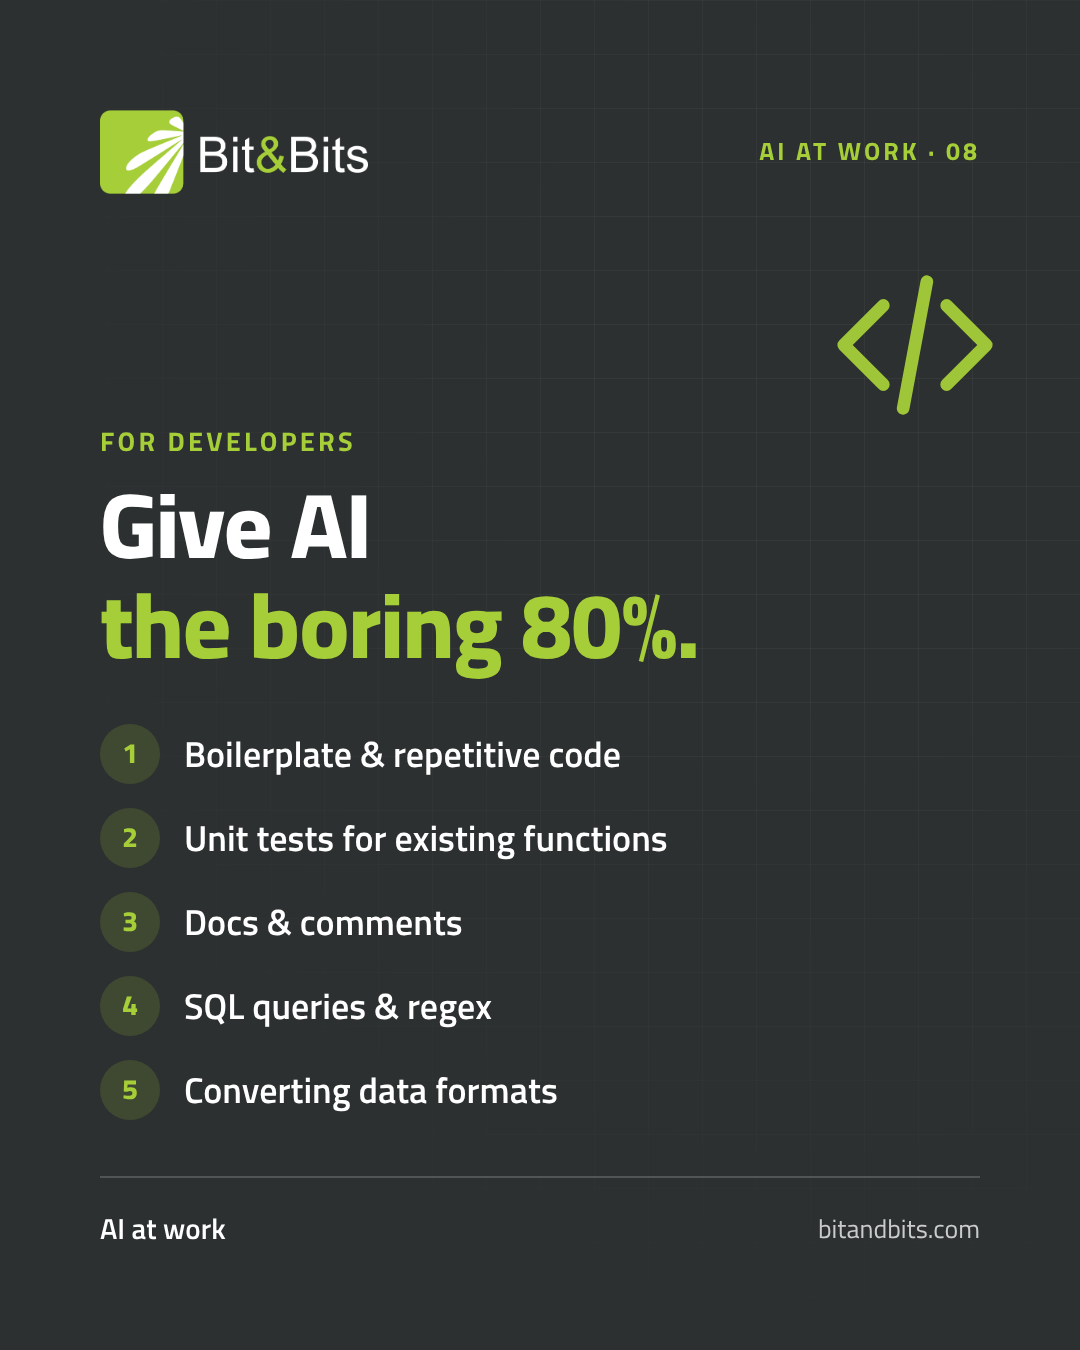 Bit&Bits
AI AT WORK · 08
</>
FOR DEVELOPERS
Give AI
the boring 80%.
1 Boilerplate & repetitive code
2 Unit tests for existing functions
3 Docs & comments
4 SQL queries & regex
5 Converting data formats
AI at work
bitandbits.com